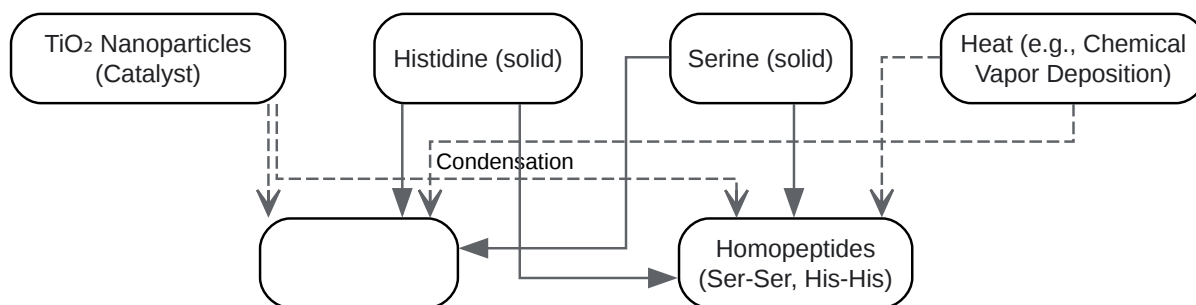 TiO₂ Nanoparticles
(Catalyst)
Histidine (solid)
Serine (solid)
Heat (e.g., Chemical
Vapor Deposition)
Condensation
Homopeptides
(Ser-Ser, His-His)